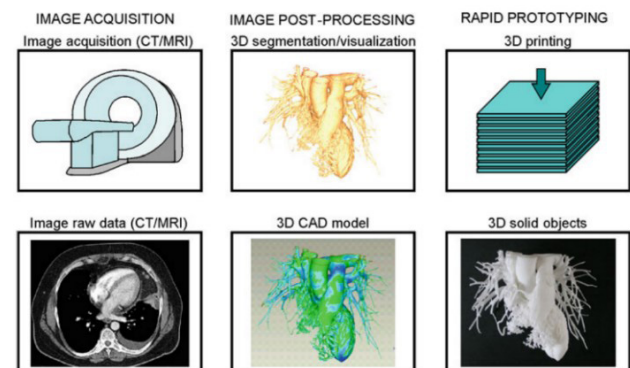 IMAGE ACQUISITION
Image acquisition (CT/MRI)
IMAGE POST-PROCESSING
3D segmentation/visualization
RAPID PROTOTYPING
3D printing
Image raw data (CT/MRI)
3D CAD model
3D solid objects